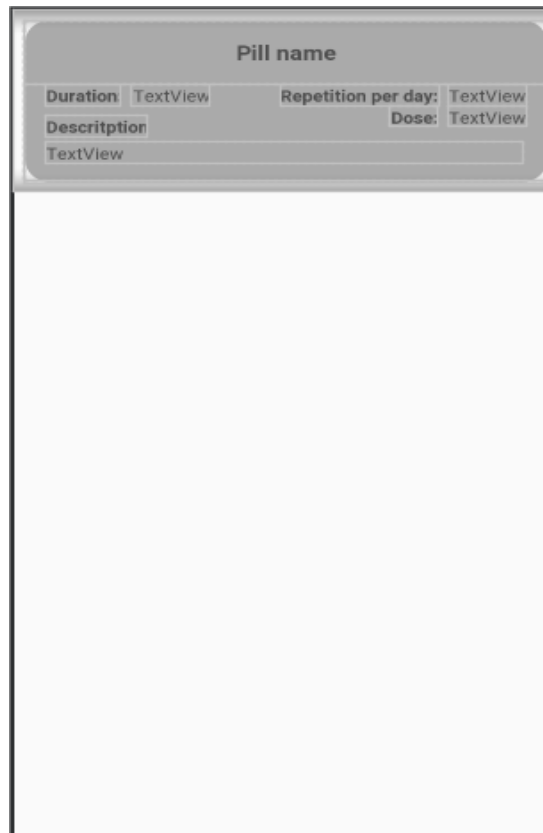 Pill name
Duration TextView Repetition per day: TextView
Dose: TextView
Descritption
TextView